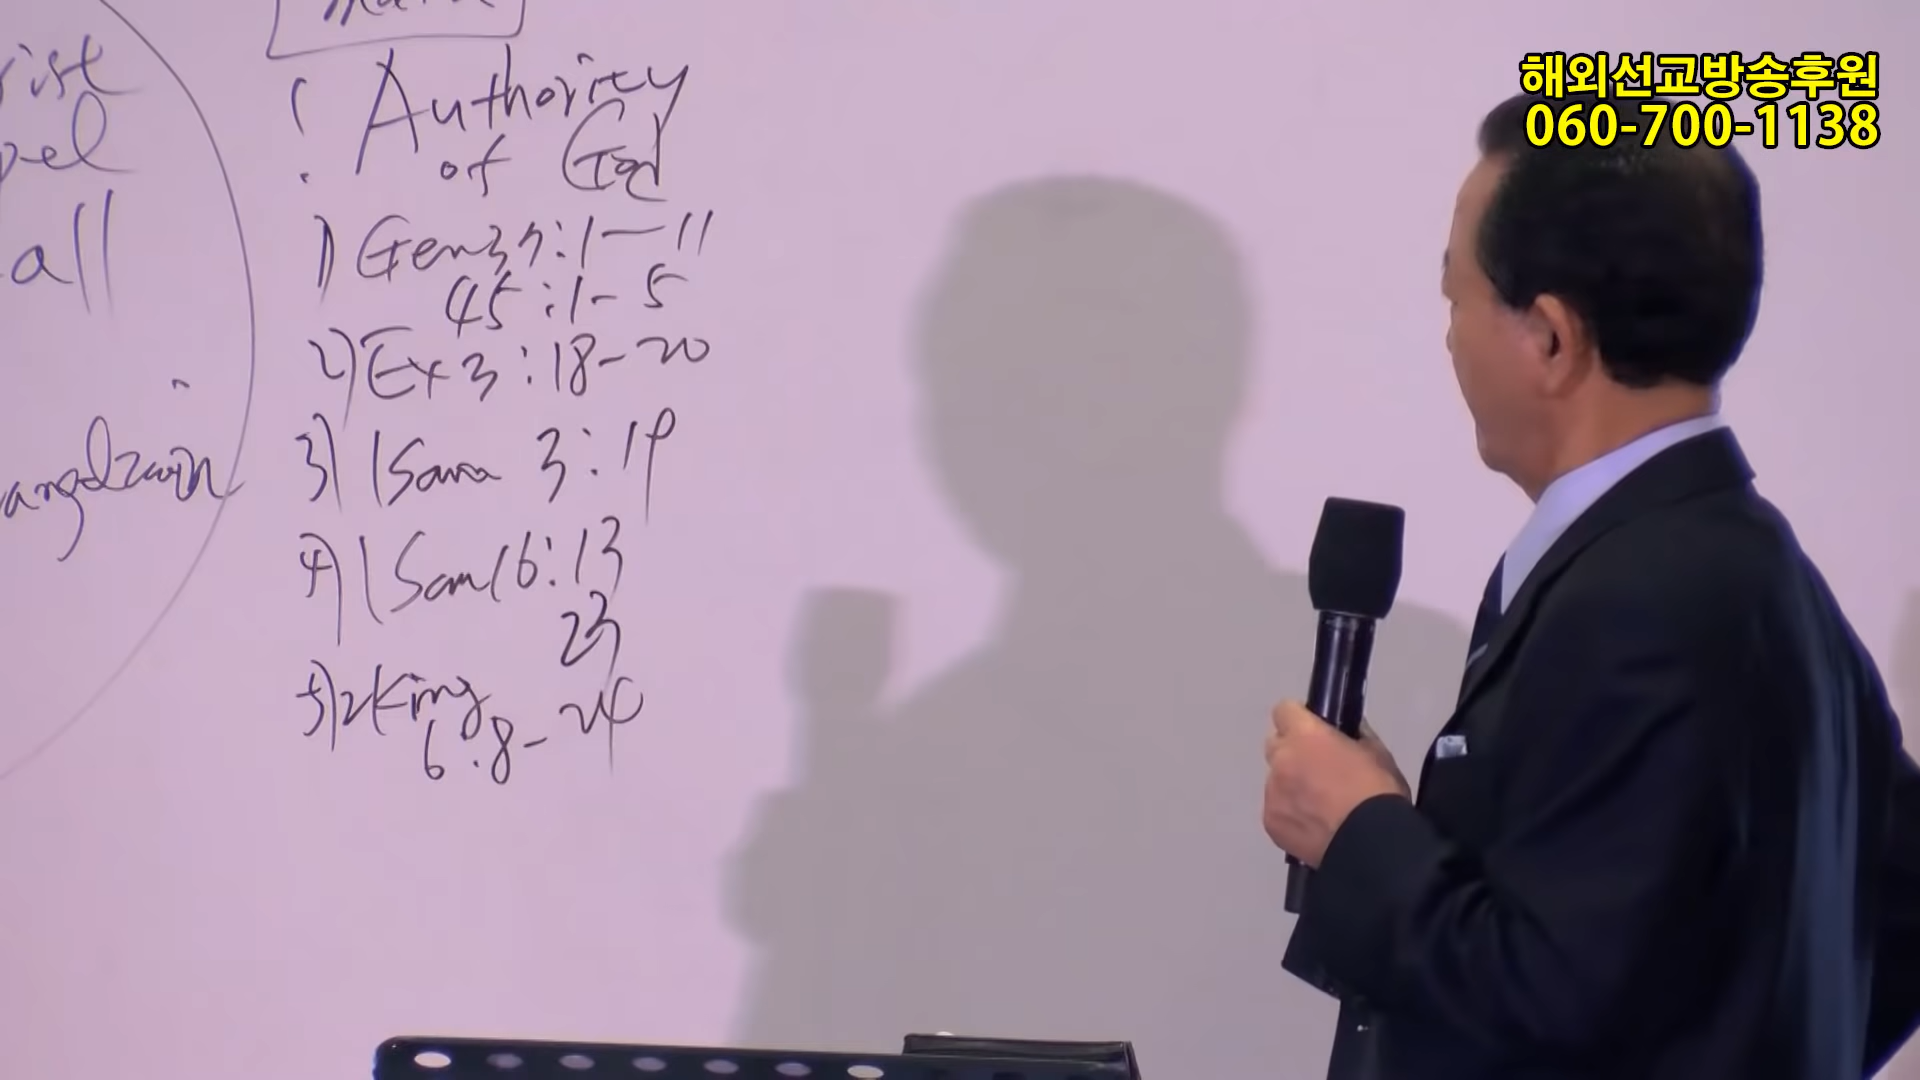 해외선교방송후원
060-700-1138
Authority
of God
1) Gen 37:1-11
45:1-5
2) Ex 3:18-20
3) 1 Sam 3:19
4) 1 Sam 16:13
23
5) 2 King
6:8-24
all